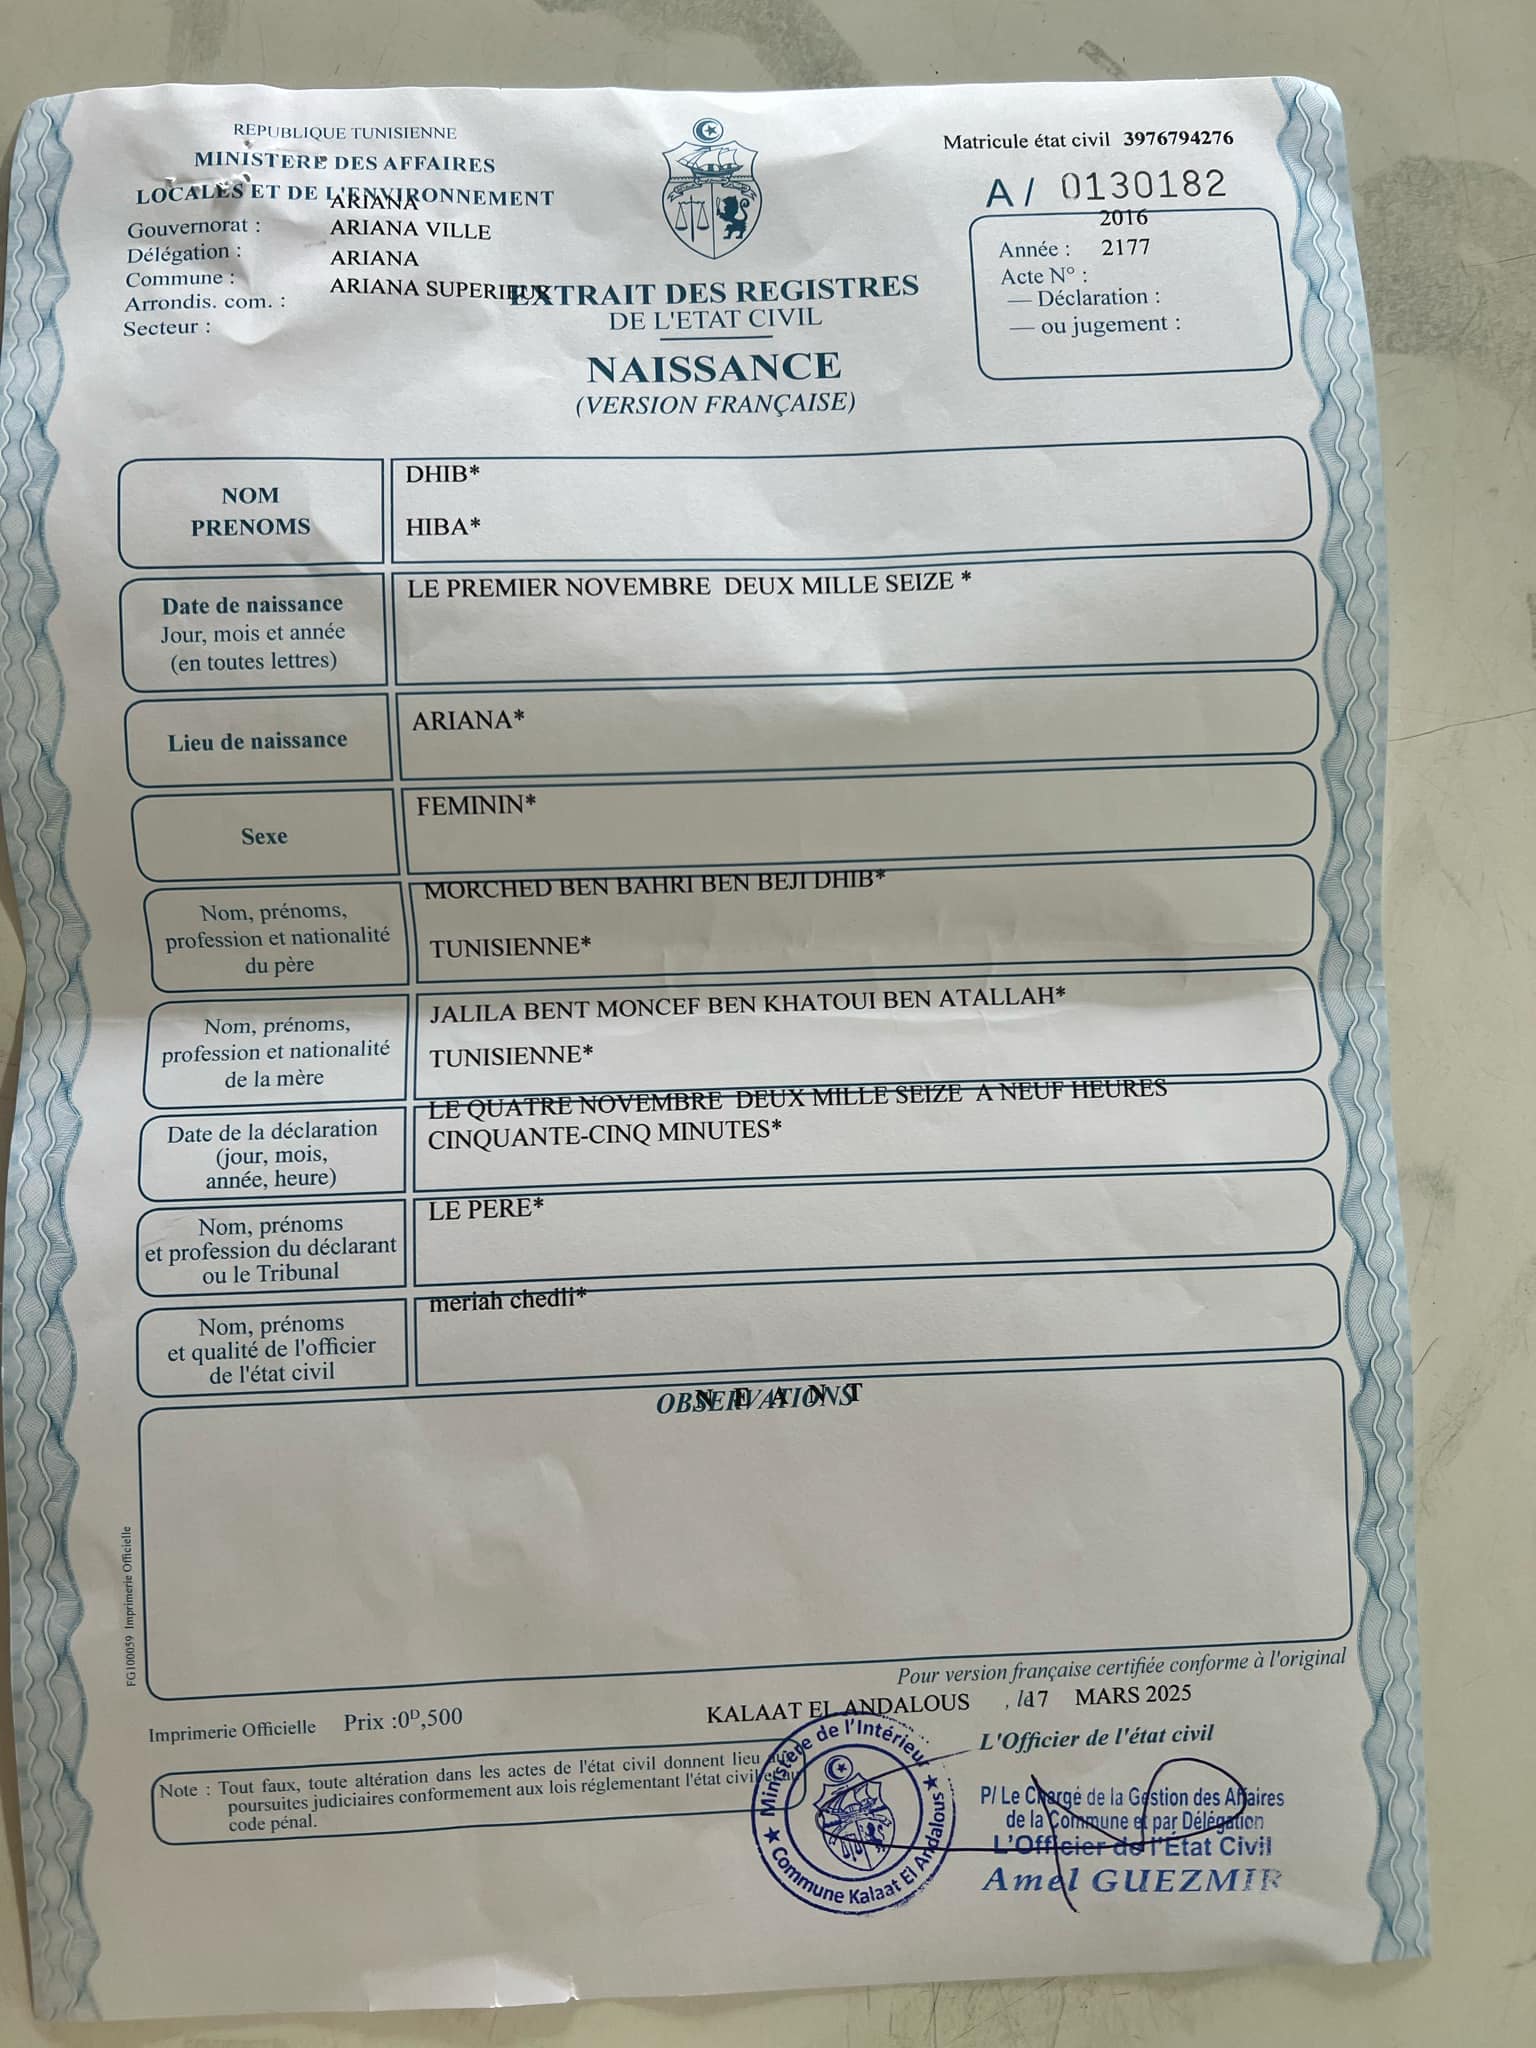 REPUBLIQUE TUNISIENNE
MINISTERE DES AFFAIRES
LOCALES ET DE L'ENVIRONNEMENT
Gouvernorat : ARIANA
Délégation : ARIANA VILLE
Commune : ARIANA
Arrondis. com. : ARIANA SUPERIEUR
Secteur :
Matricule état civil 3976794276
A/ 0130182
2016
Année : 2177
Acte N° :
— Déclaration :
— ou jugement :
EXTRAIT DES REGISTRES
DE L'ETAT CIVIL
NAISSANCE
(VERSION FRANÇAISE)
NOM
PRENOMS
DHIB*
HIBA*
Date de naissance
Jour, mois et année
(en toutes lettres)
LE PREMIER NOVEMBRE DEUX MILLE SEIZE *
Lieu de naissance
ARIANA*
Sexe
FEMININ*
Nom, prénoms,
profession et nationalité
du père
MORCHED BEN BAHRI BEN BEJI DHIB*
TUNISIENNE*
Nom, prénoms,
profession et nationalité
de la mère
JALILA BENT MONCEF BEN KHATOUI BEN ATALLAH*
TUNISIENNE*
Date de la déclaration
(jour, mois,
année, heure)
LE QUATRE NOVEMBRE DEUX MILLE SEIZE A NEUF HEURES
CINQUANTE-CINQ MINUTES*
Nom, prénoms
et profession du déclarant
ou le Tribunal
LE PERE*
Nom, prénoms
et qualité de l'officier
de l'état civil
meriah chedli*
OBSERVATIONS
N E A N T
FG100059 Imprimerie Officielle
Pour version française certifiée conforme à l'original
KALAAT EL ANDALOUS , le 17 MARS 2025
Imprimerie Officielle Prix :0D,500
L'Officier de l'état civil
Note : Tout faux, toute altération dans les actes de l'état civil donnent lieu aux
poursuites judiciaires conformement aux lois réglementant l'état civil et au
code pénal.
Ministère de l'Intérieur
Commune Kalaat El Andalous
P/ Le Chargé de la Gestion des Affaires
de la Commune et par Délégation
L'Officier de l'État Civil
Amel GUEZMIR